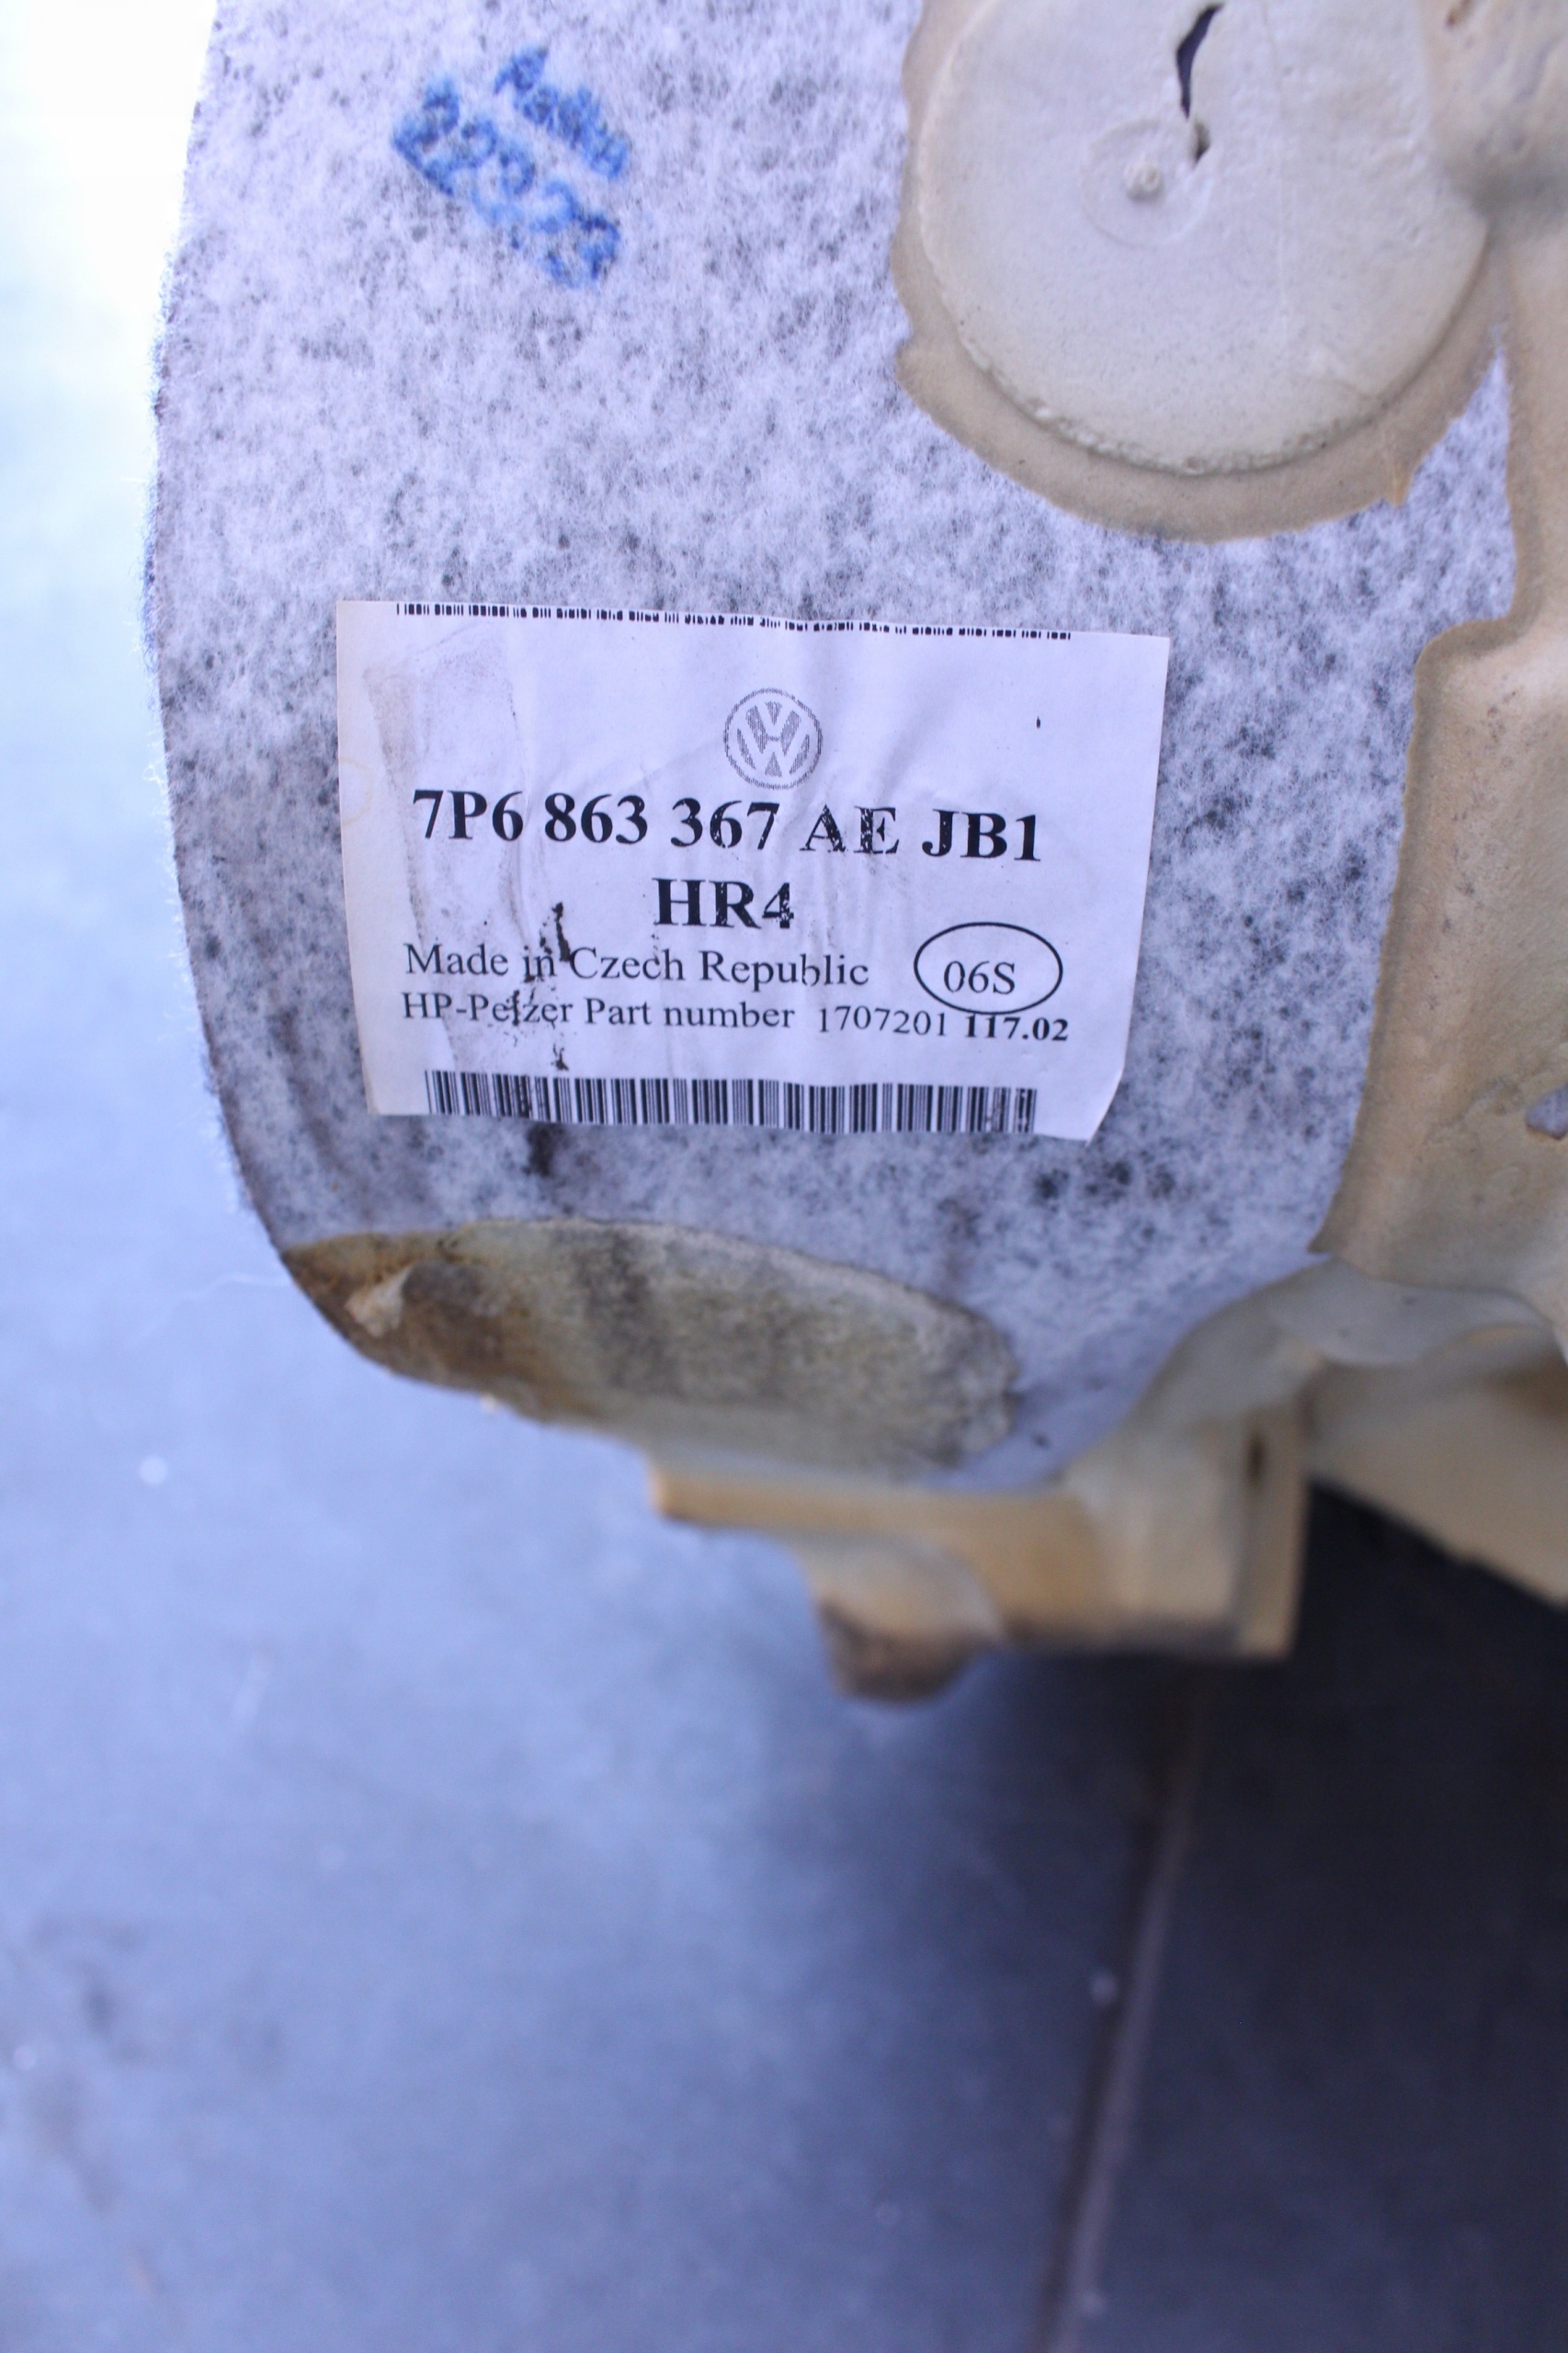 7P6 863 367 AE JB1
HR4
Made in Czech Republic 06S
HP-Pelzer Part number 1707201 117.02